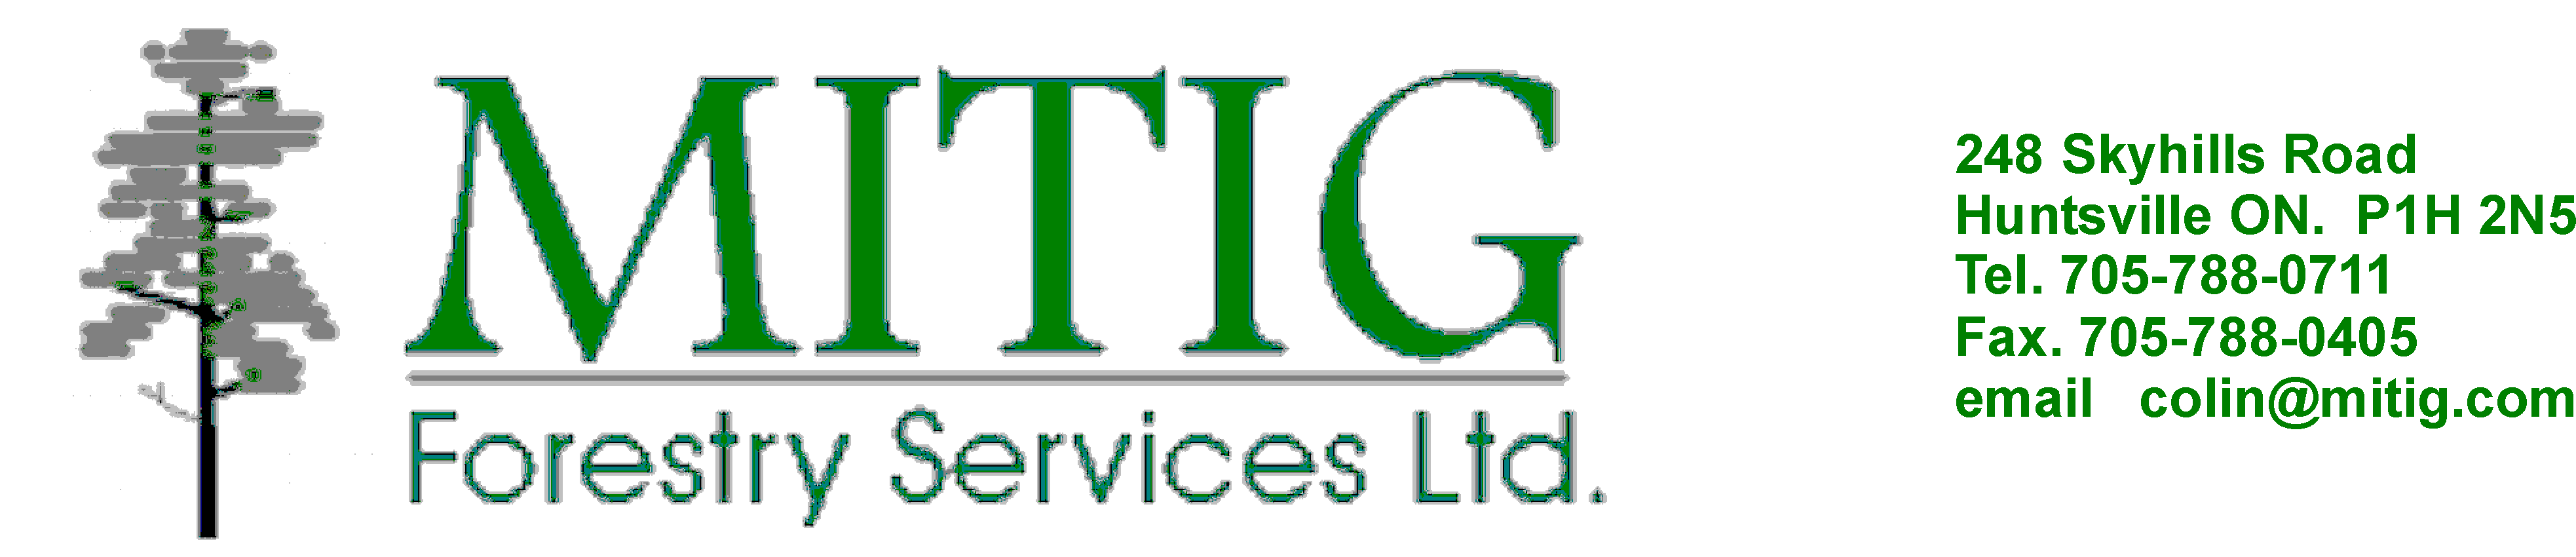 MITIG
Forestry Services Ltd.
248 Skyhills Road
Huntsville ON.  P1H 2N5
Tel. 705-788-0711
Fax. 705-788-0405
email   colin@mitig.com